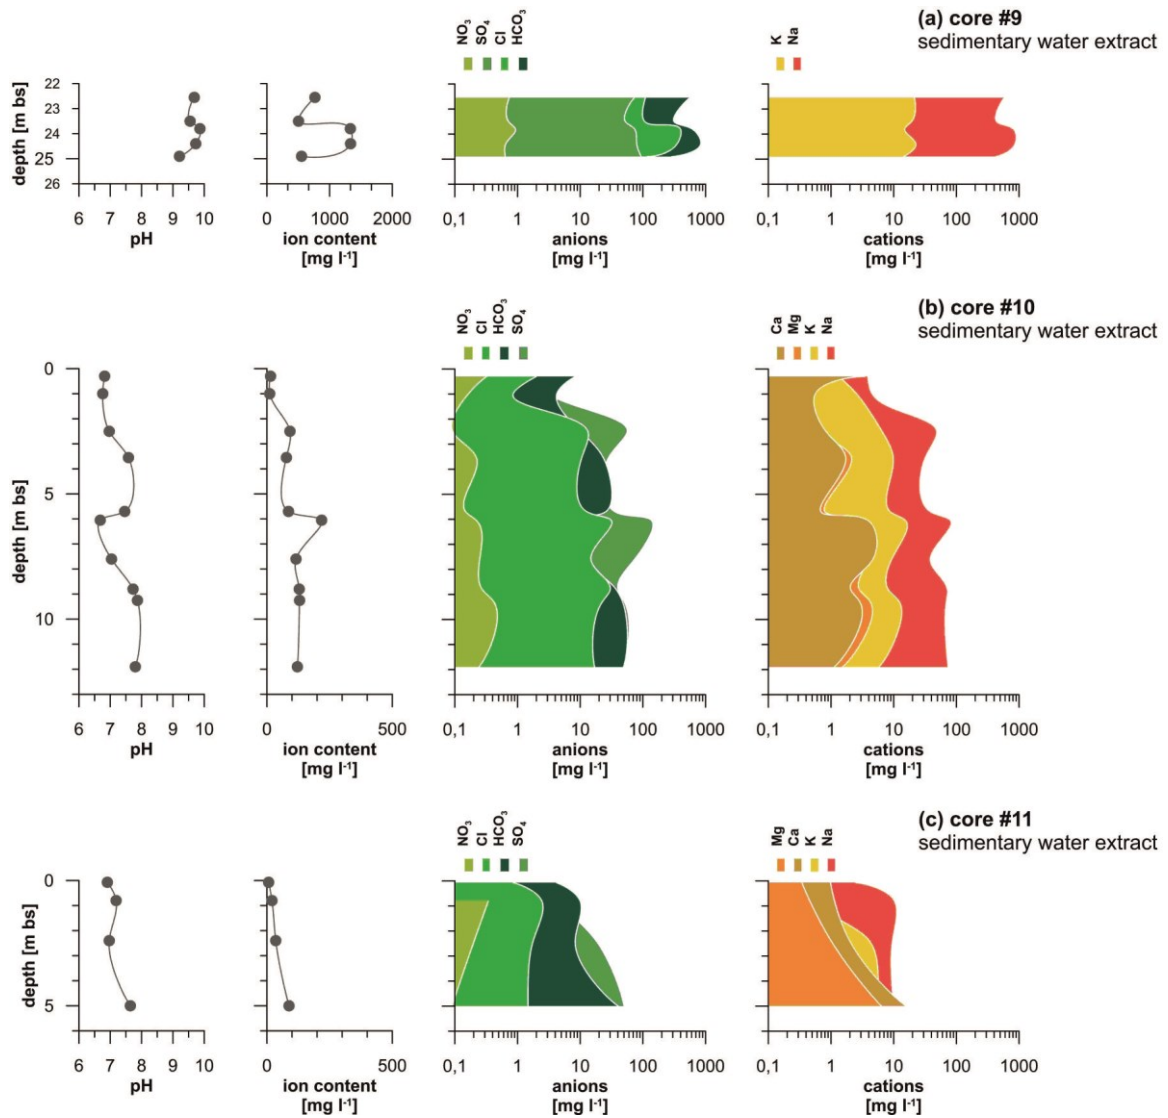 (a) core #9
sedimentary water extract
NO3 SO4 Cl HCO3
K Na
depth [m bs]
22
23
24
25
26
6 7 8 9 10
pH
0 1000 2000
ion content
[mg l-1]
0,1 1 10 100 1000
anions
[mg l-1]
0,1 10 100 1000
cations
[mg l-1]
(b) core #10
sedimentary water extract
NO3 Cl HCO3 SO4
Ca Mg K Na
depth [m bs]
0
5
10
6 7 8 9 10
pH
0 500
ion content
[mg l-1]
0,1 1 10 100 1000
anions
[mg l-1]
0,1 1 10 100 1000
cations
[mg l-1]
(c) core #11
sedimentary water extract
NO3 Cl HCO3 SO4
Mg Ca K Na
depth [m bs]
0
5
6 7 8 9 10
pH
0 500
ion content
[mg l-1]
0,1 1 10 100 1000
anions
[mg l-1]
0,1 1 10 100 1000
cations
[mg l-1]